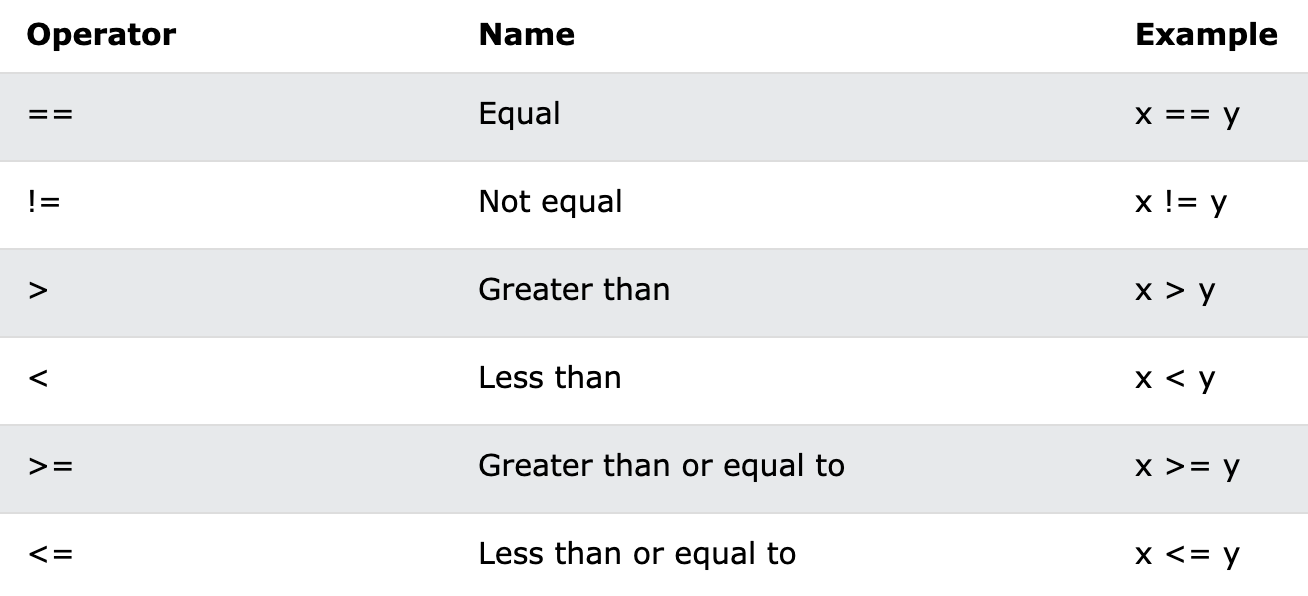 Operator Name Example
== Equal x == y
!= Not equal x != y
> Greater than x > y
< Less than x < y
>= Greater than or equal to x >= y
<= Less than or equal to x <= y